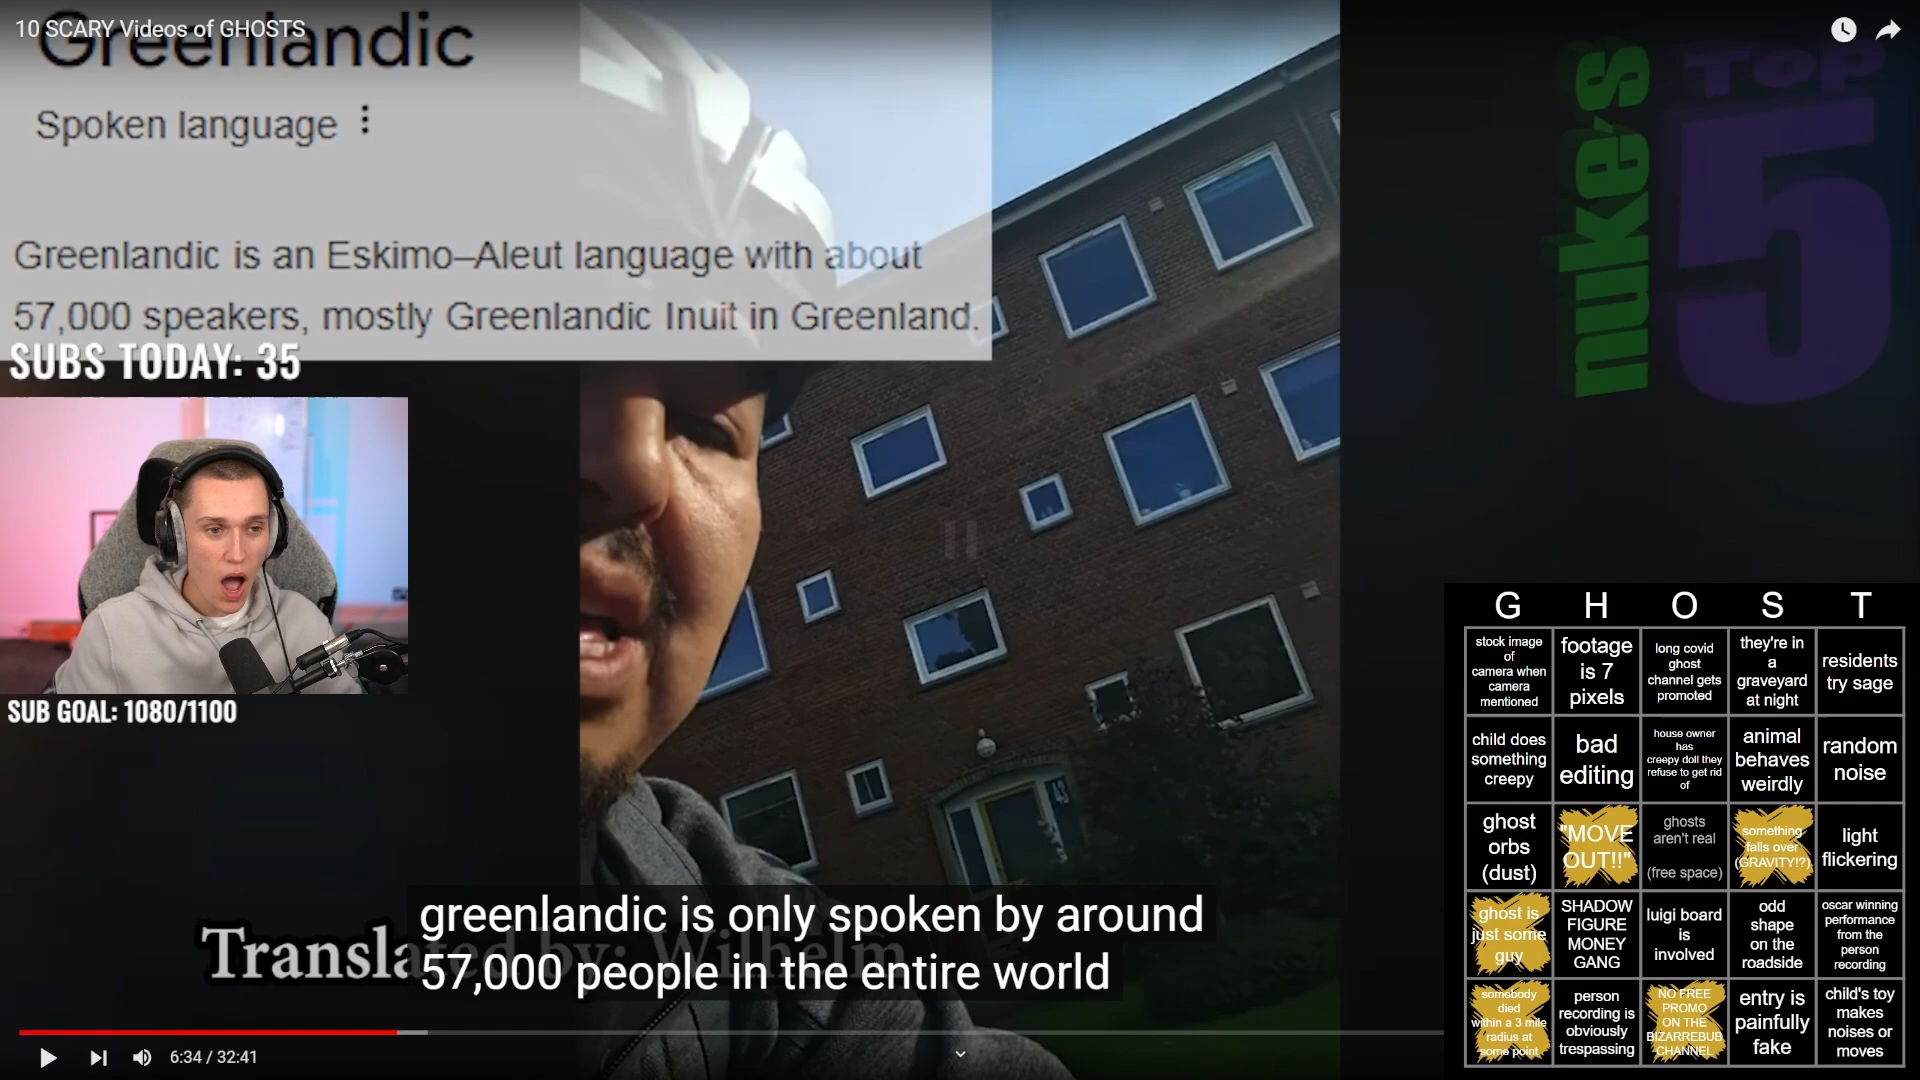 10 SCARY Videos of GHOSTS
Greenlandic
Spoken language
Greenlandic is an Eskimo–Aleut language with about
57,000 speakers, mostly Greenlandic Inuit in Greenland.
nuke's
Top
5
SUBS TODAY: 35
SUB GOAL: 1080/1100
43
Translated by: Wilhelm
greenlandic is only spoken by around
57,000 people in the entire world
6:34 / 32:41
G H O S T
stock image
of
camera when
camera
mentioned
footage
is 7
pixels
long covid
ghost
channel gets
promoted
they're in
a
graveyard
at night
residents
try sage
child does
something
creepy
bad
editing
house owner
has
creepy doll they
refuse to get rid
of
animal
behaves
weirdly
random
noise
ghost
orbs
(dust)
"MOVE
OUT!!"
ghosts
aren't real
(free space)
something
falls over
(GRAVITY!?)
light
flickering
ghost is
just some
guy
SHADOW
FIGURE
MONEY
GANG
luigi board
is
involved
odd
shape
on the
roadside
oscar winning
performance
from the
person
recording
somebody
died
within a 3 mile
radius at
some point
person
recording is
obviously
trespassing
NO FREE
PROMO
ON THE
BIZARREBUB
CHANNEL
entry is
painfully
fake
child's toy
makes
noises or
moves